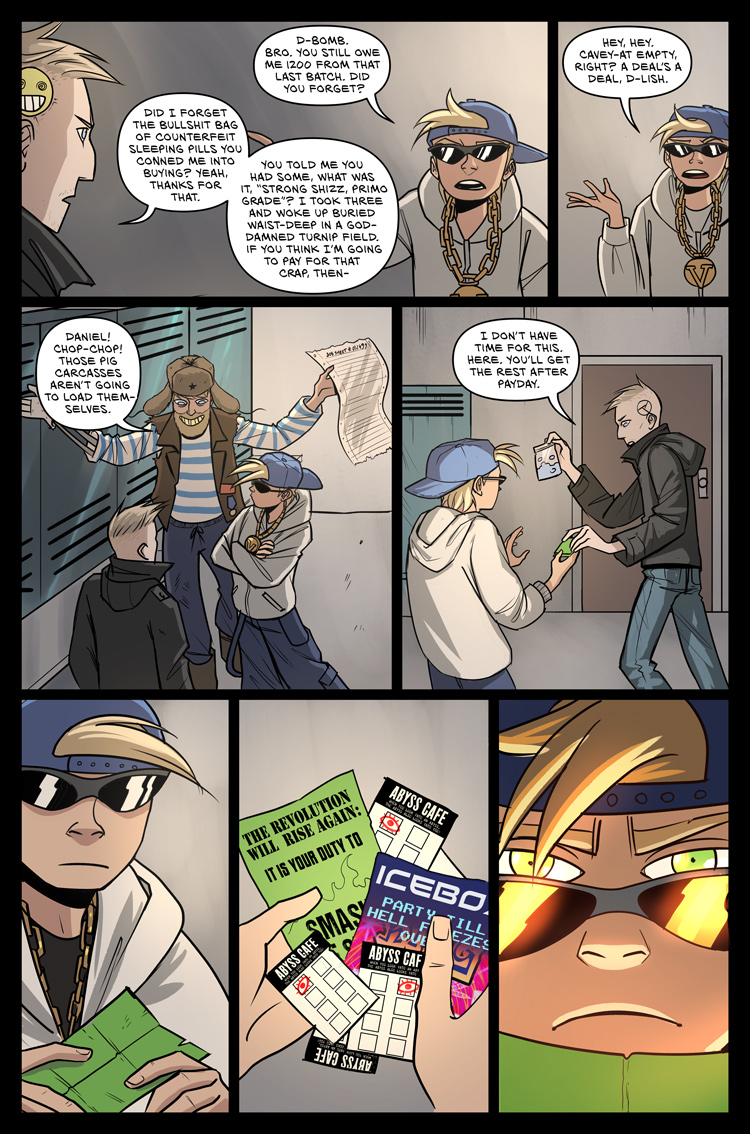 D-BOMB.
BRO. YOU STILL OWE
ME 1200 FROM THAT
LAST BATCH. DID
YOU FORGET?
DID I FORGET
THE BULLSHIT BAG
OF COUNTERFEIT
SLEEPING PILLS YOU
CONNED ME INTO
BUYING? YEAH,
THANKS FOR
THAT.
YOU TOLD ME YOU
HAD SOME, WHAT WAS
IT, "STRONG SHIZZ, PRIMO
GRADE"? I TOOK THREE
AND WOKE UP BURIED
WAIST-DEEP IN A GOD-
DAMNED TURNIP FIELD.
IF YOU THINK I'M GOING
TO PAY FOR THAT
CRAP, THEN-
HEY, HEY.
CAVEY-AT EMPTY,
RIGHT? A DEAL'S A
DEAL, D-LISH.
V
DANIEL!
CHOP-CHOP!
THOSE PIG
CARCASSES
AREN'T GOING
TO LOAD THEM-
SELVES.
I DON'T HAVE
TIME FOR THIS.
HERE. YOU'LL GET
THE REST AFTER
PAYDAY.
THE REVOLUTION
WILL RISE AGAIN:
IT IS YOUR DUTY TO
SMASH
ABYSS CAFE
ICEBO
PARTY TILL
HELL FREEZES
OVE
ABYSS CAFE
ABYSS CAF
ABYSS CAFE